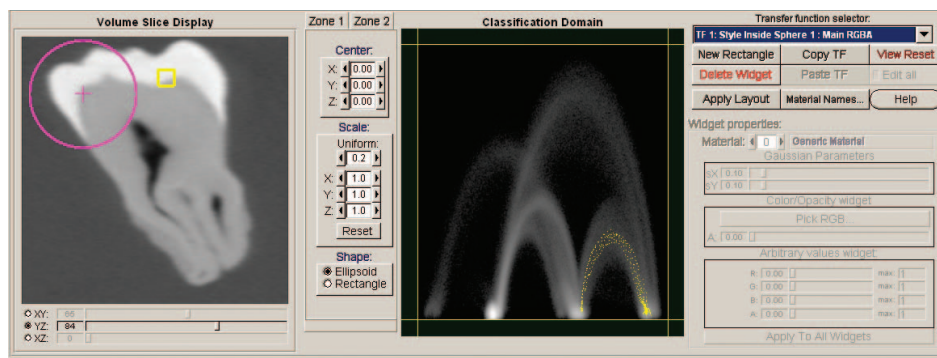 Volume Slice Display
XY: 66
YZ: 84
XZ: 0
Zone 1 Zone 2
Center:
X: 0.00
Y: 0.00
Z: 0.00
Scale:
Uniform:
0.2
X: 1.0
Y: 1.0
Z: 1.0
Reset
Shape:
Ellipsoid
Rectangle
Classification Domain
Transfer function selector:
TF 1: Style Inside Sphere 1 : Main RGBA
New Rectangle Copy TF View Reset
Delete Widget Paste TF Edit all
Apply Layout Material Names... Help
Widget properties:
Material: 0 Generic Material
Gaussian Parameters
sX 0.10
sY 0.10
Color/Opacity widget
Pick RGB...
A: 0.00
Arbitrary values widget:
R: 0.00 max: 1
G: 0.00 max: 1
B: 0.00 max: 1
A: 0.00 max: 1
Apply To All Widgets